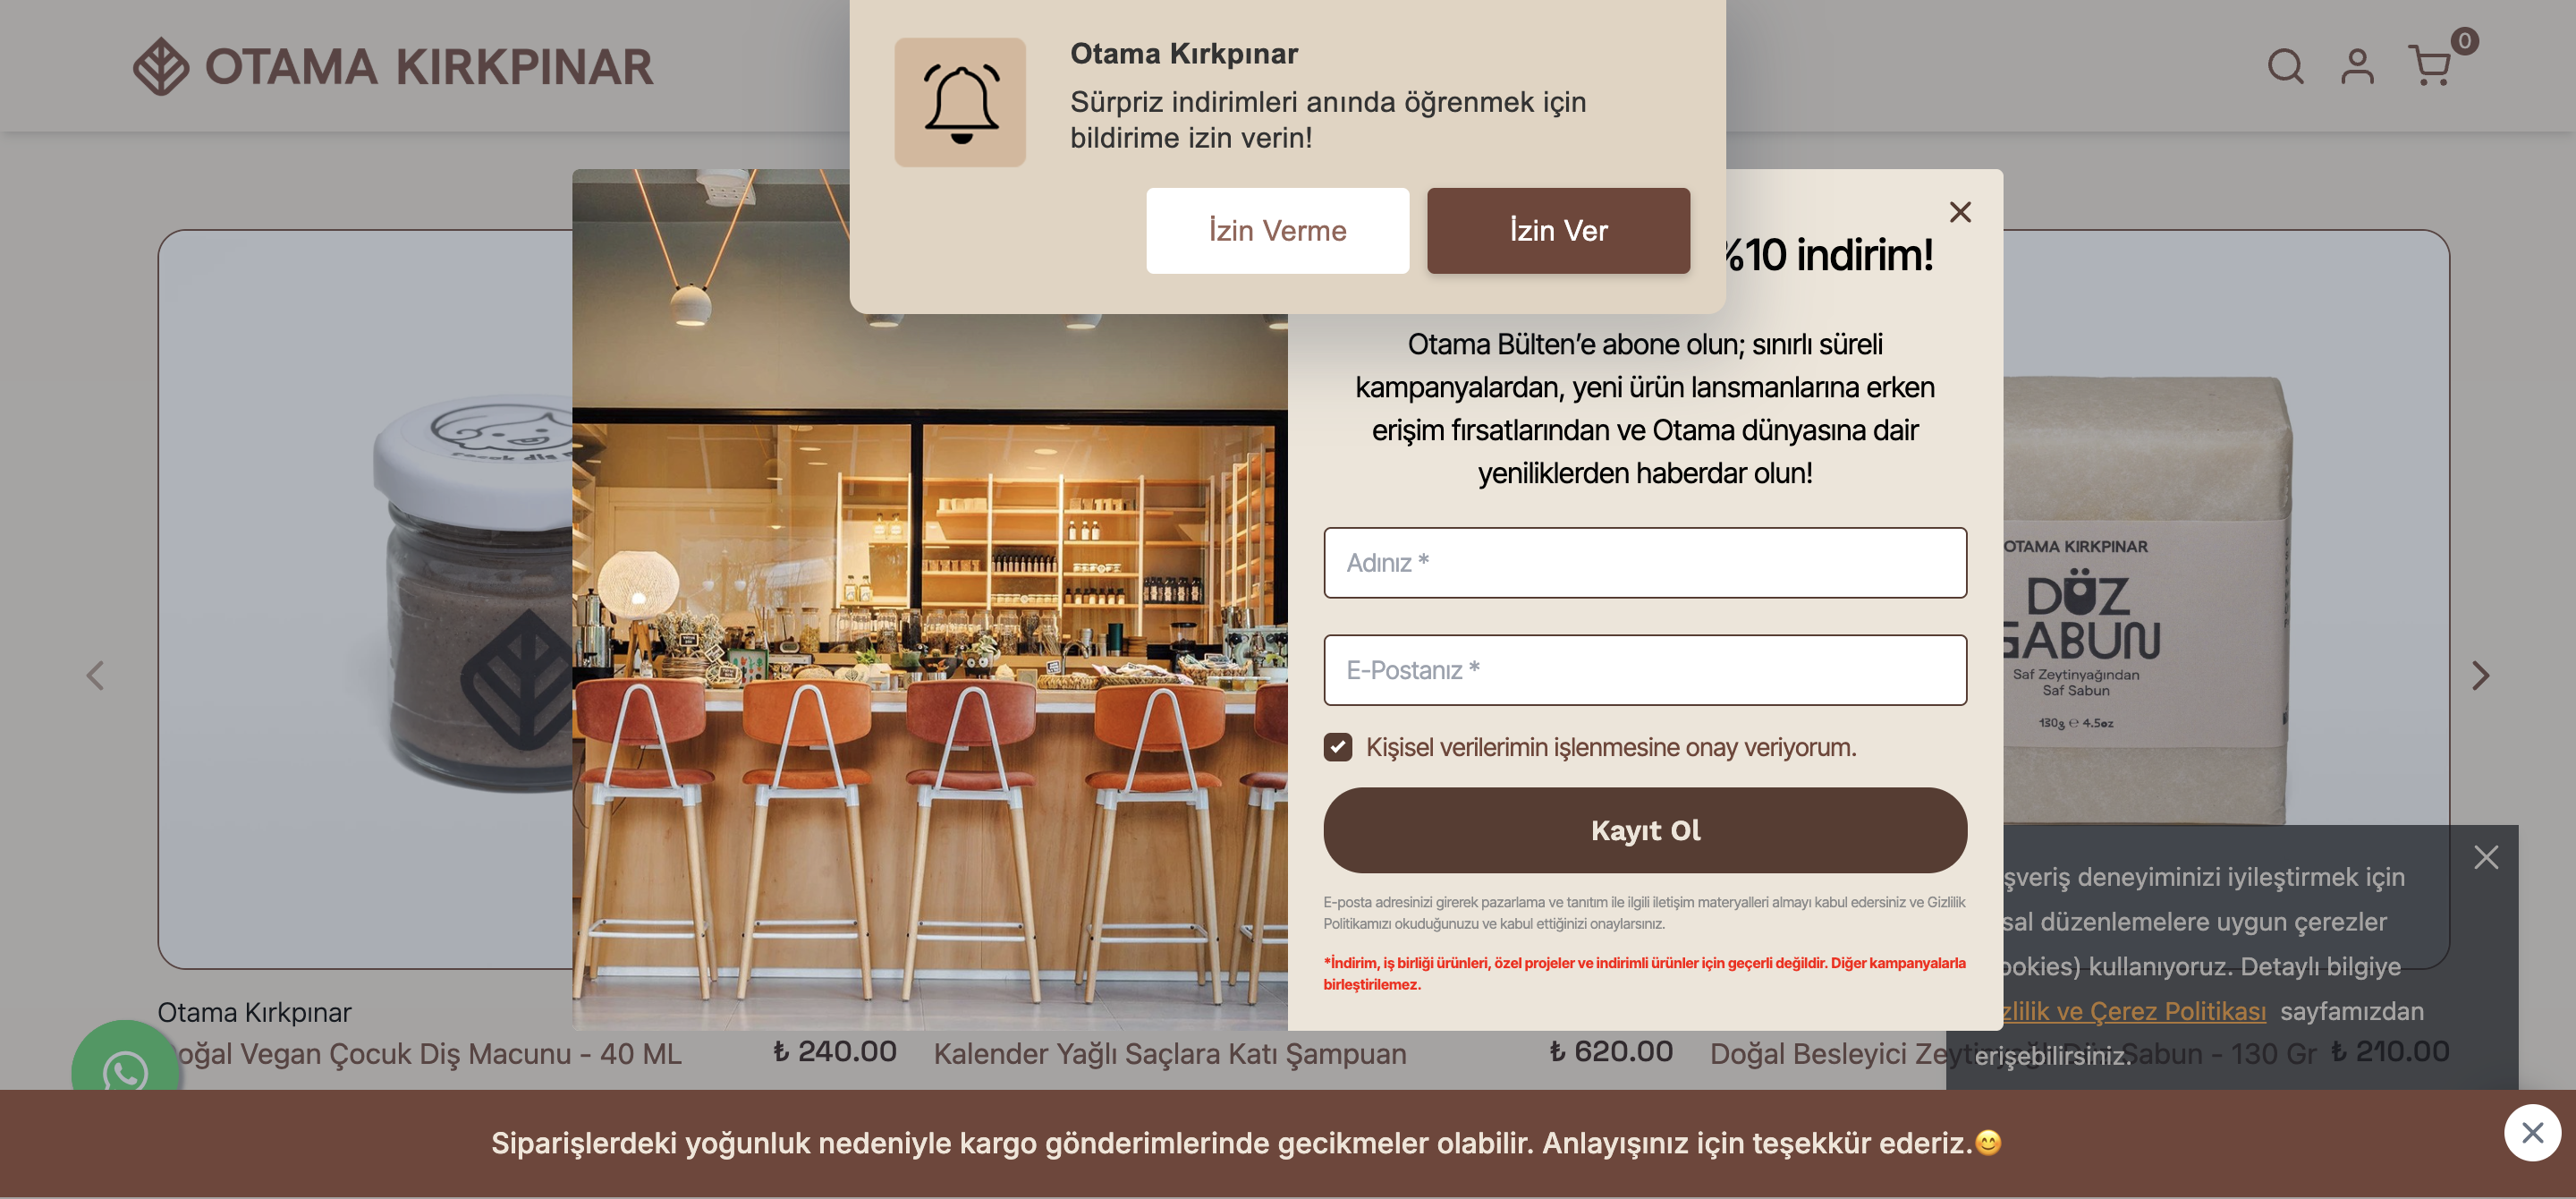 OTAMA KIRKPINAR
0
Otama Kırkpınar
Sürpriz indirimleri anında öğrenmek için
bildirime izin verin!
İzin Verme
İzin Ver
%10 indirim!
Otama Bülten’e abone olun; sınırlı süreli
kampanyalardan, yeni ürün lansmanlarına erken
erişim fırsatlarından ve Otama dünyasına dair
yeniliklerden haberdar olun!
Adınız *
E-Postanız *
Kişisel verilerimin işlenmesine onay veriyorum.
Kayıt Ol
E-posta adresinizi girerek pazarlama ve tanıtım ile ilgili iletişim materyalleri almayı kabul edersiniz ve Gizlilik
Politikamızı okuduğunuzu ve kabul ettiğinizi onaylarsınız.
*İndirim, iş birliği ürünleri, özel projeler ve indirimli ürünler için geçerli değildir. Diğer kampanyalarla
birleştirilemez.
OTAMA KIRKPINAR
DÜZ
SABUN
Saf Zeytinyağından
Saf Sabun
130g ℮ 4.5oz
deneyiminizi iyileştirmek için
düzenlemelere uygun çerezler
kullanıyoruz. Detaylı bilgiye
ve Çerez Politikası sayfamızdan
erişebilirsiniz.
Otama Kırkpınar
Vegan Çocuk Diş Macunu - 40 ML
₺ 240.00
Kalender Yağlı Saçlara Katı Şampuan
₺ 620.00
Doğal Besleyici Sabun - 130 Gr
₺ 210.00
Siparişlerdeki yoğunluk nedeniyle kargo gönderimlerinde gecikmeler olabilir. Anlayışınız için teşekkür ederiz.😊